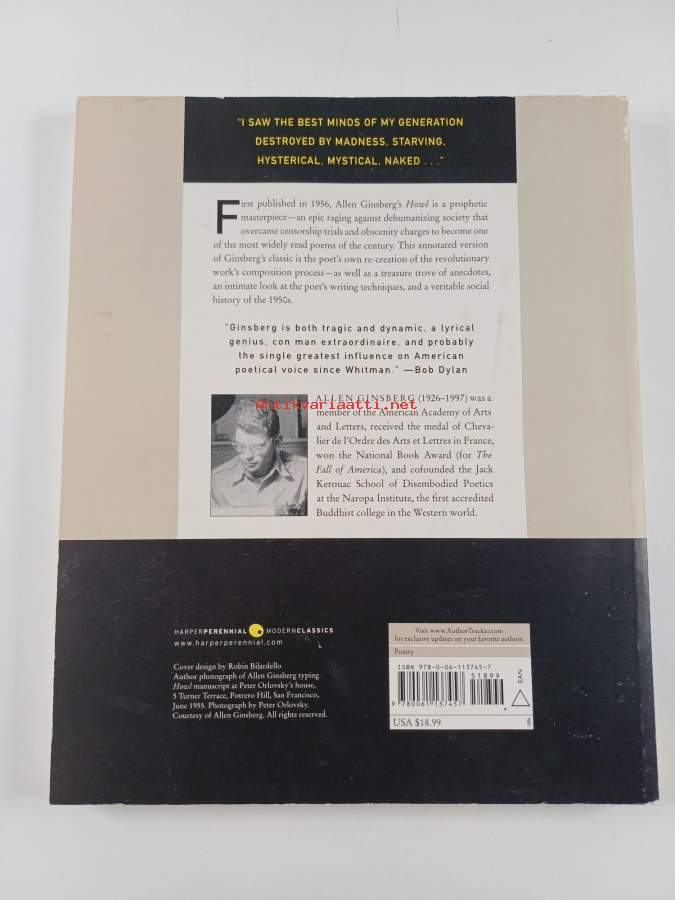 "I SAW THE BEST MINDS OF MY GENERATION
DESTROYED BY MADNESS, STARVING,
HYSTERICAL, MYSTICAL, NAKED . . ."
First published in 1956, Allen Ginsberg's Howl is a prophetic
masterpiece—an epic raging against dehumanizing society that
overcame censorship trials and obscenity charges to become one
of the most widely read poems of the century. This annotated version
of Ginsberg's classic is the poet's own re-creation of the revolutionary
work's composition process—as well as a treasure trove of anecdotes,
an intimate look at the poet's writing techniques, and a veritable social
history of the 1950s.
"Ginsberg is both tragic and dynamic, a lyrical
genius, con man extraordinaire, and probably
the single greatest influence on American
poetical voice since Whitman." —Bob Dylan
ALLEN GINSBERG (1926–1997) was a
Antikvariaatti.net
member of the American Academy of Arts
and Letters, received the medal of Cheva-
lier de l'Ordre des Arts et Lettres in France,
won the National Book Award (for The
Fall of America), and cofounded the Jack
Kerouac School of Disembodied Poetics
at the Naropa Institute, the first accredited
Buddhist college in the Western world.
HARPERPERENNIAL MODERNCLASSICS
www.harperperennial.com
Cover design by Robin Bilardello
Author photograph of Allen Ginsberg typing
Howl manuscript at Peter Orlovsky's house,
5 Turner Terrace, Potrero Hill, San Francisco,
June 1955. Photograph by Peter Orlovsky.
Courtesy of Allen Ginsberg. All rights reserved.
Visit www.AuthorTracker.com
for exclusive updates on your favorite authors.
Poetry
ISBN 978-0-06-113745-7
51899
9 780061 137457
EAN
USA $18.99